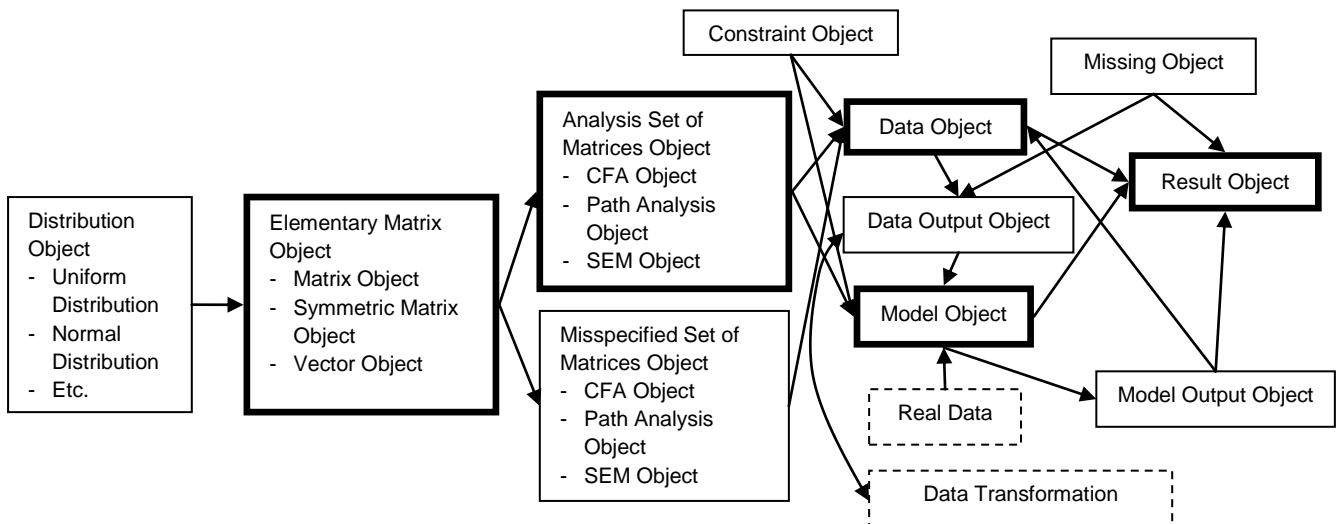 Constraint Object
Missing Object
Analysis Set of
Matrices Object
- CFA Object
- Path Analysis
Object
- SEM Object
Data Object
Result Object
Distribution
Object
- Uniform
Distribution
- Normal
Distribution
- Etc.
Elementary Matrix
Object
- Matrix Object
- Symmetric Matrix
Object
- Vector Object
Data Output Object
Model Object
Misspecified Set of
Matrices Object
- CFA Object
- Path Analysis
Object
- SEM Object
Real Data
Model Output Object
Data Transformation